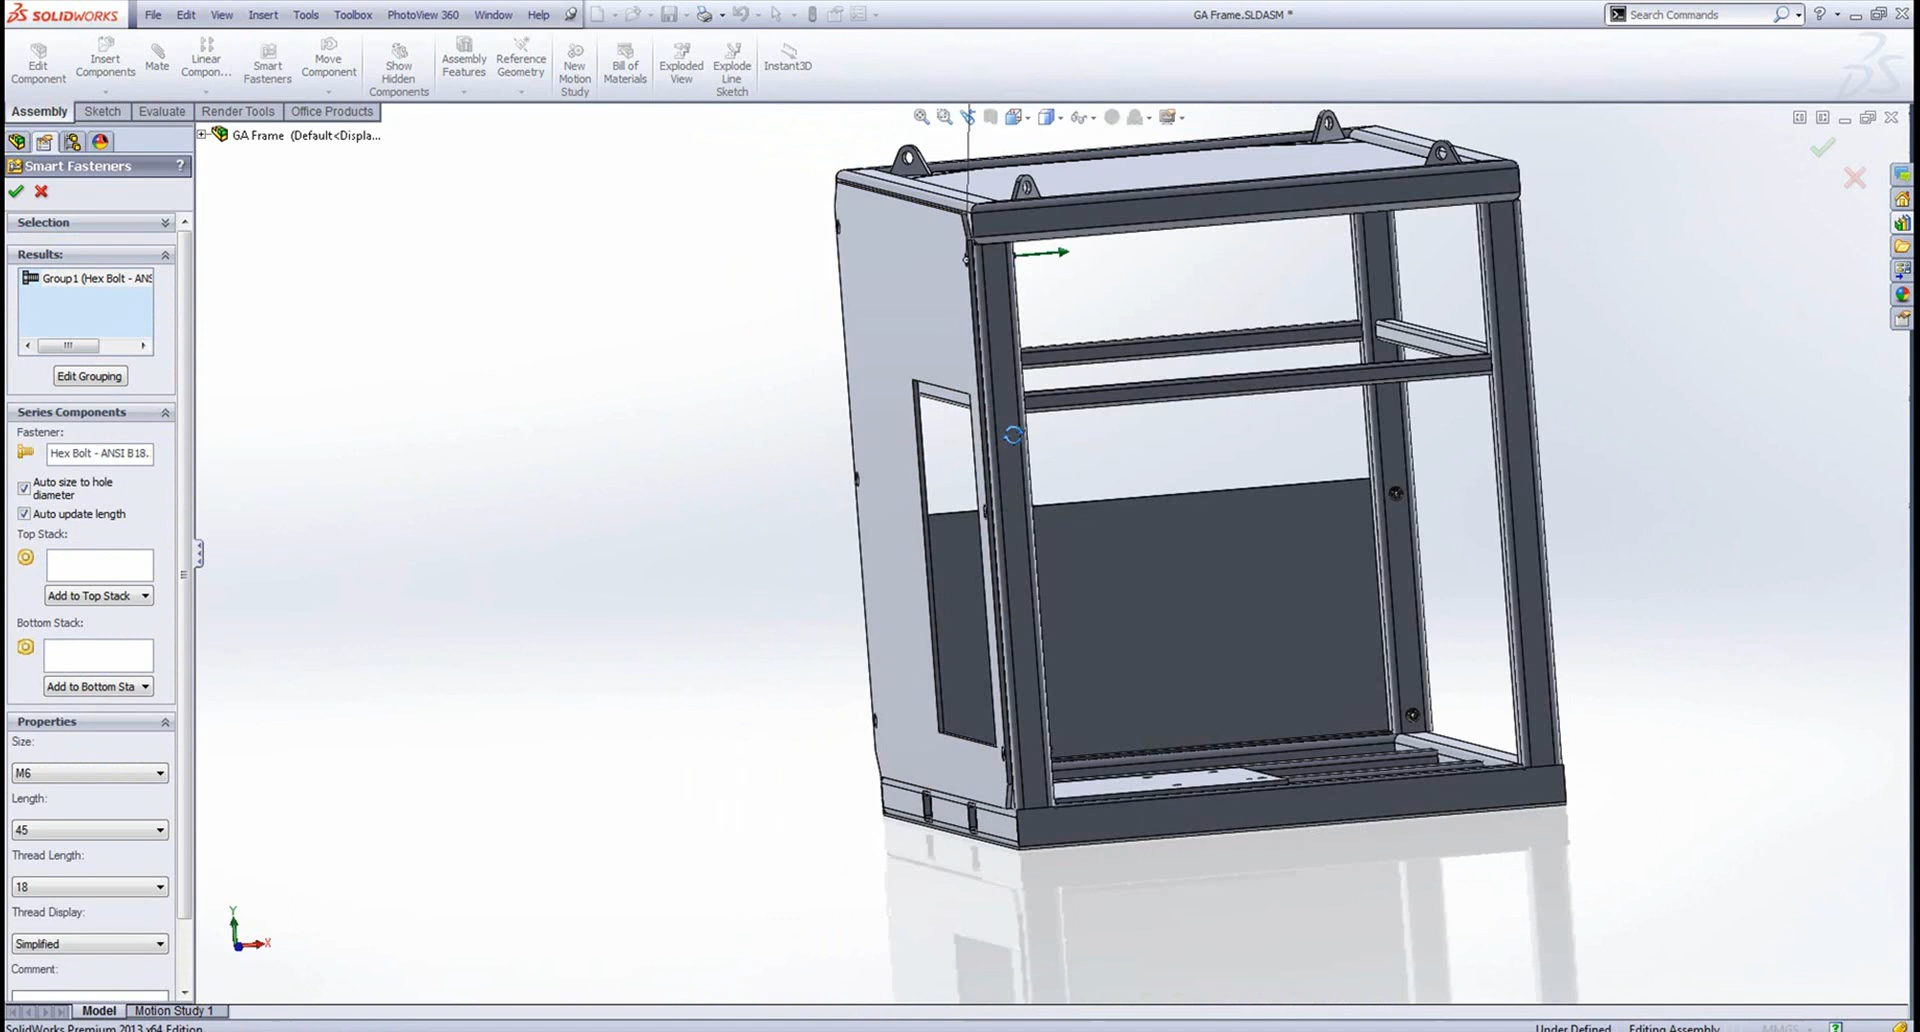 SOLIDWORKS File Edit View Insert Tools Toolbox PhotoView 360 Window Help GA Frame.SLDASM * Search Commands ?
Edit Component
Insert Components
Mate
Linear Compon...
Smart Fasteners
Move Component
Show Hidden Components
Assembly Features
Reference Geometry
New Motion Study
Bill of Materials
Exploded View
Explode Line Sketch
Instant3D
Assembly Sketch Evaluate Render Tools Office Products
GA Frame (Default<Displa...
Smart Fasteners ?
Selection
Results:
Group1 (Hex Bolt - ANS
Edit Grouping
Series Components
Fastener:
Hex Bolt - ANSI B18.
Auto size to hole
diameter
Auto update length
Top Stack:
Add to Top Stack
Bottom Stack:
Add to Bottom Sta
Properties
Size:
M6
Length:
45
Thread Length:
18
Thread Display:
Simplified
Comment:
Y
X
Model Motion Study 1
SolidWorks Premium 2013 x64 Edition Under Defined Editing Assembly MMGS ?